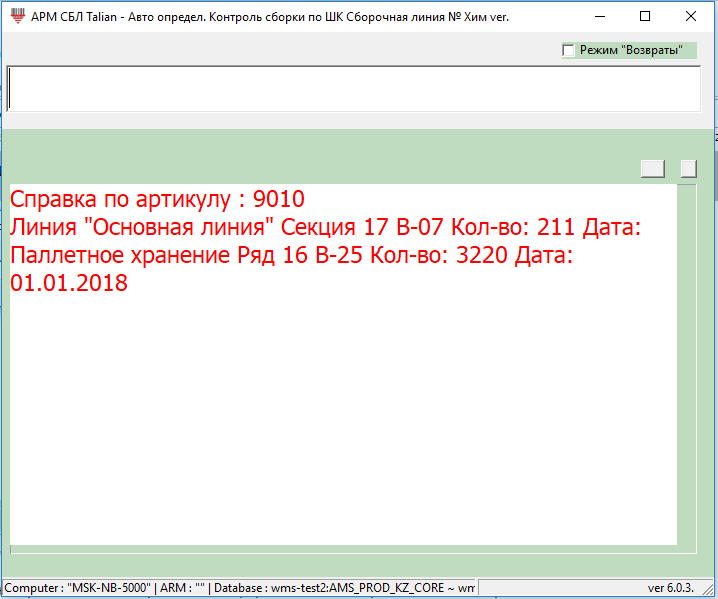 АРМ СБЛ Talian - Авто определ. Контроль сборки по ШК Сборочная линия № Хим ver.
Режим "Возвраты"
Справка по артикулу : 9010
Линия "Основная линия" Секция 17 В-07 Кол-во: 211 Дата:
Паллетное хранение Ряд 16 В-25 Кол-во: 3220 Дата:
01.01.2018
Computer : "MSK-NB-5000" | ARM : "" | Database : wms-test2:AMS_PROD_KZ_CORE ~ wm
ver 6.0.3.